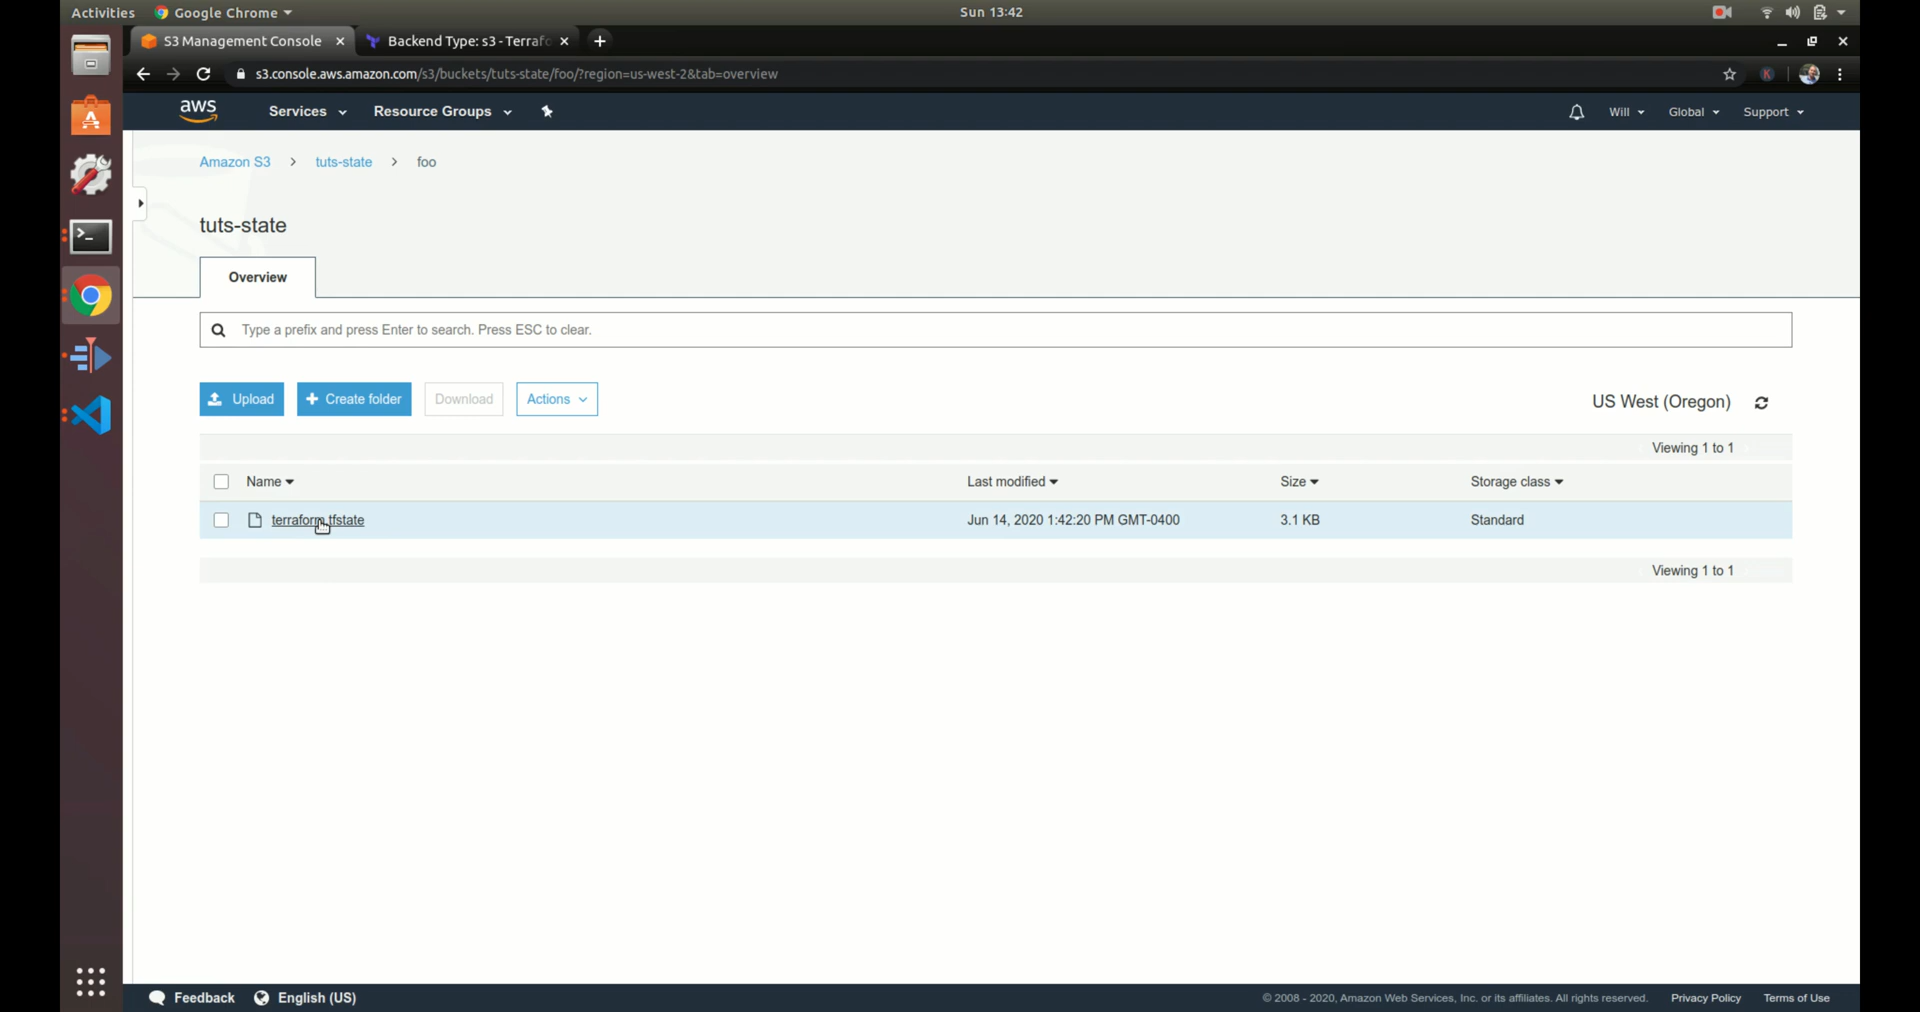 Activities Google Chrome Sun 13:42
S3 Management Console Backend Type: s3 - Terrafo
s3.console.aws.amazon.com/s3/buckets/tuts-state/foo/?region=us-west-2&tab=overview
aws Services Resource Groups Will Global Support
Amazon S3 > tuts-state > foo
tuts-state
Overview
Type a prefix and press Enter to search. Press ESC to clear.
Upload + Create folder Download Actions US West (Oregon)
Viewing 1 to 1
Name Last modified Size Storage class
terraform.tfstate Jun 14, 2020 1:42:20 PM GMT-0400 3.1 KB Standard
Viewing 1 to 1
Feedback English (US) © 2008 - 2020, Amazon Web Services, Inc. or its affiliates. All rights reserved. Privacy Policy Terms of Use